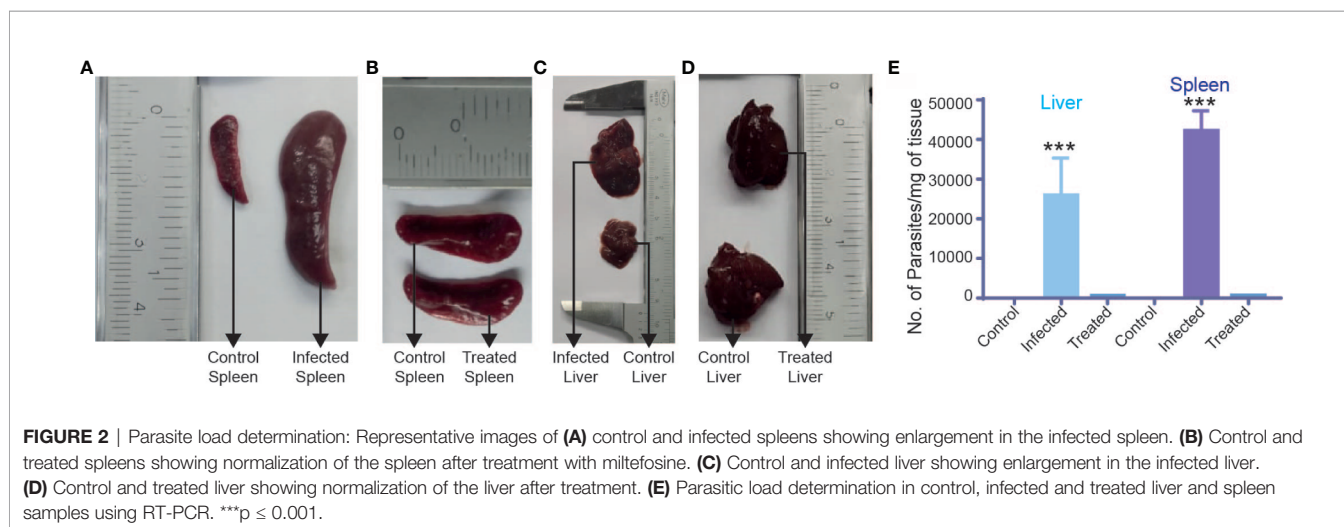 A
B
C
D
E
Control
Spleen
Infected
Spleen
Control
Spleen
Treated
Spleen
Infected
Liver
Control
Liver
Control
Liver
Treated
Liver
Liver
Spleen
***
***
No. of Parasites/mg of tissue
50000
40000
30000
20000
10000
0
Control
Infected
Treated
Control
Infected
Treated
FIGURE 2 | Parasite load determination: Representative images of (A) control and infected spleens showing enlargement in the infected spleen. (B) Control and
treated spleens showing normalization of the spleen after treatment with miltefosine. (C) Control and infected liver showing enlargement in the infected liver.
(D) Control and treated liver showing normalization of the liver after treatment. (E) Parasitic load determination in control, infected and treated liver and spleen
samples using RT-PCR. ***p ≤ 0.001.